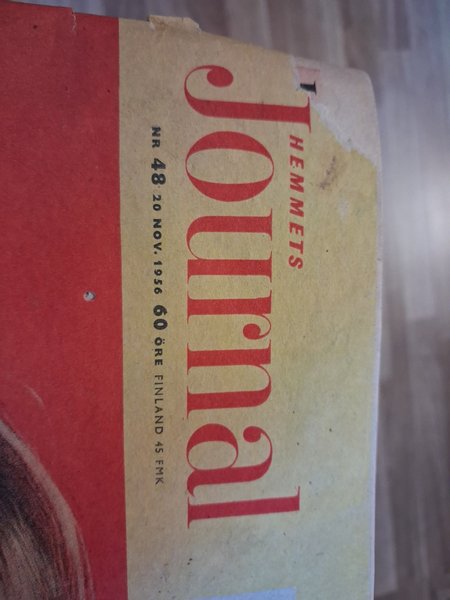 HEMMETS
Journal
NR 48 20 NOV. 1956 60 ÖRE FINLAND 45 FMK